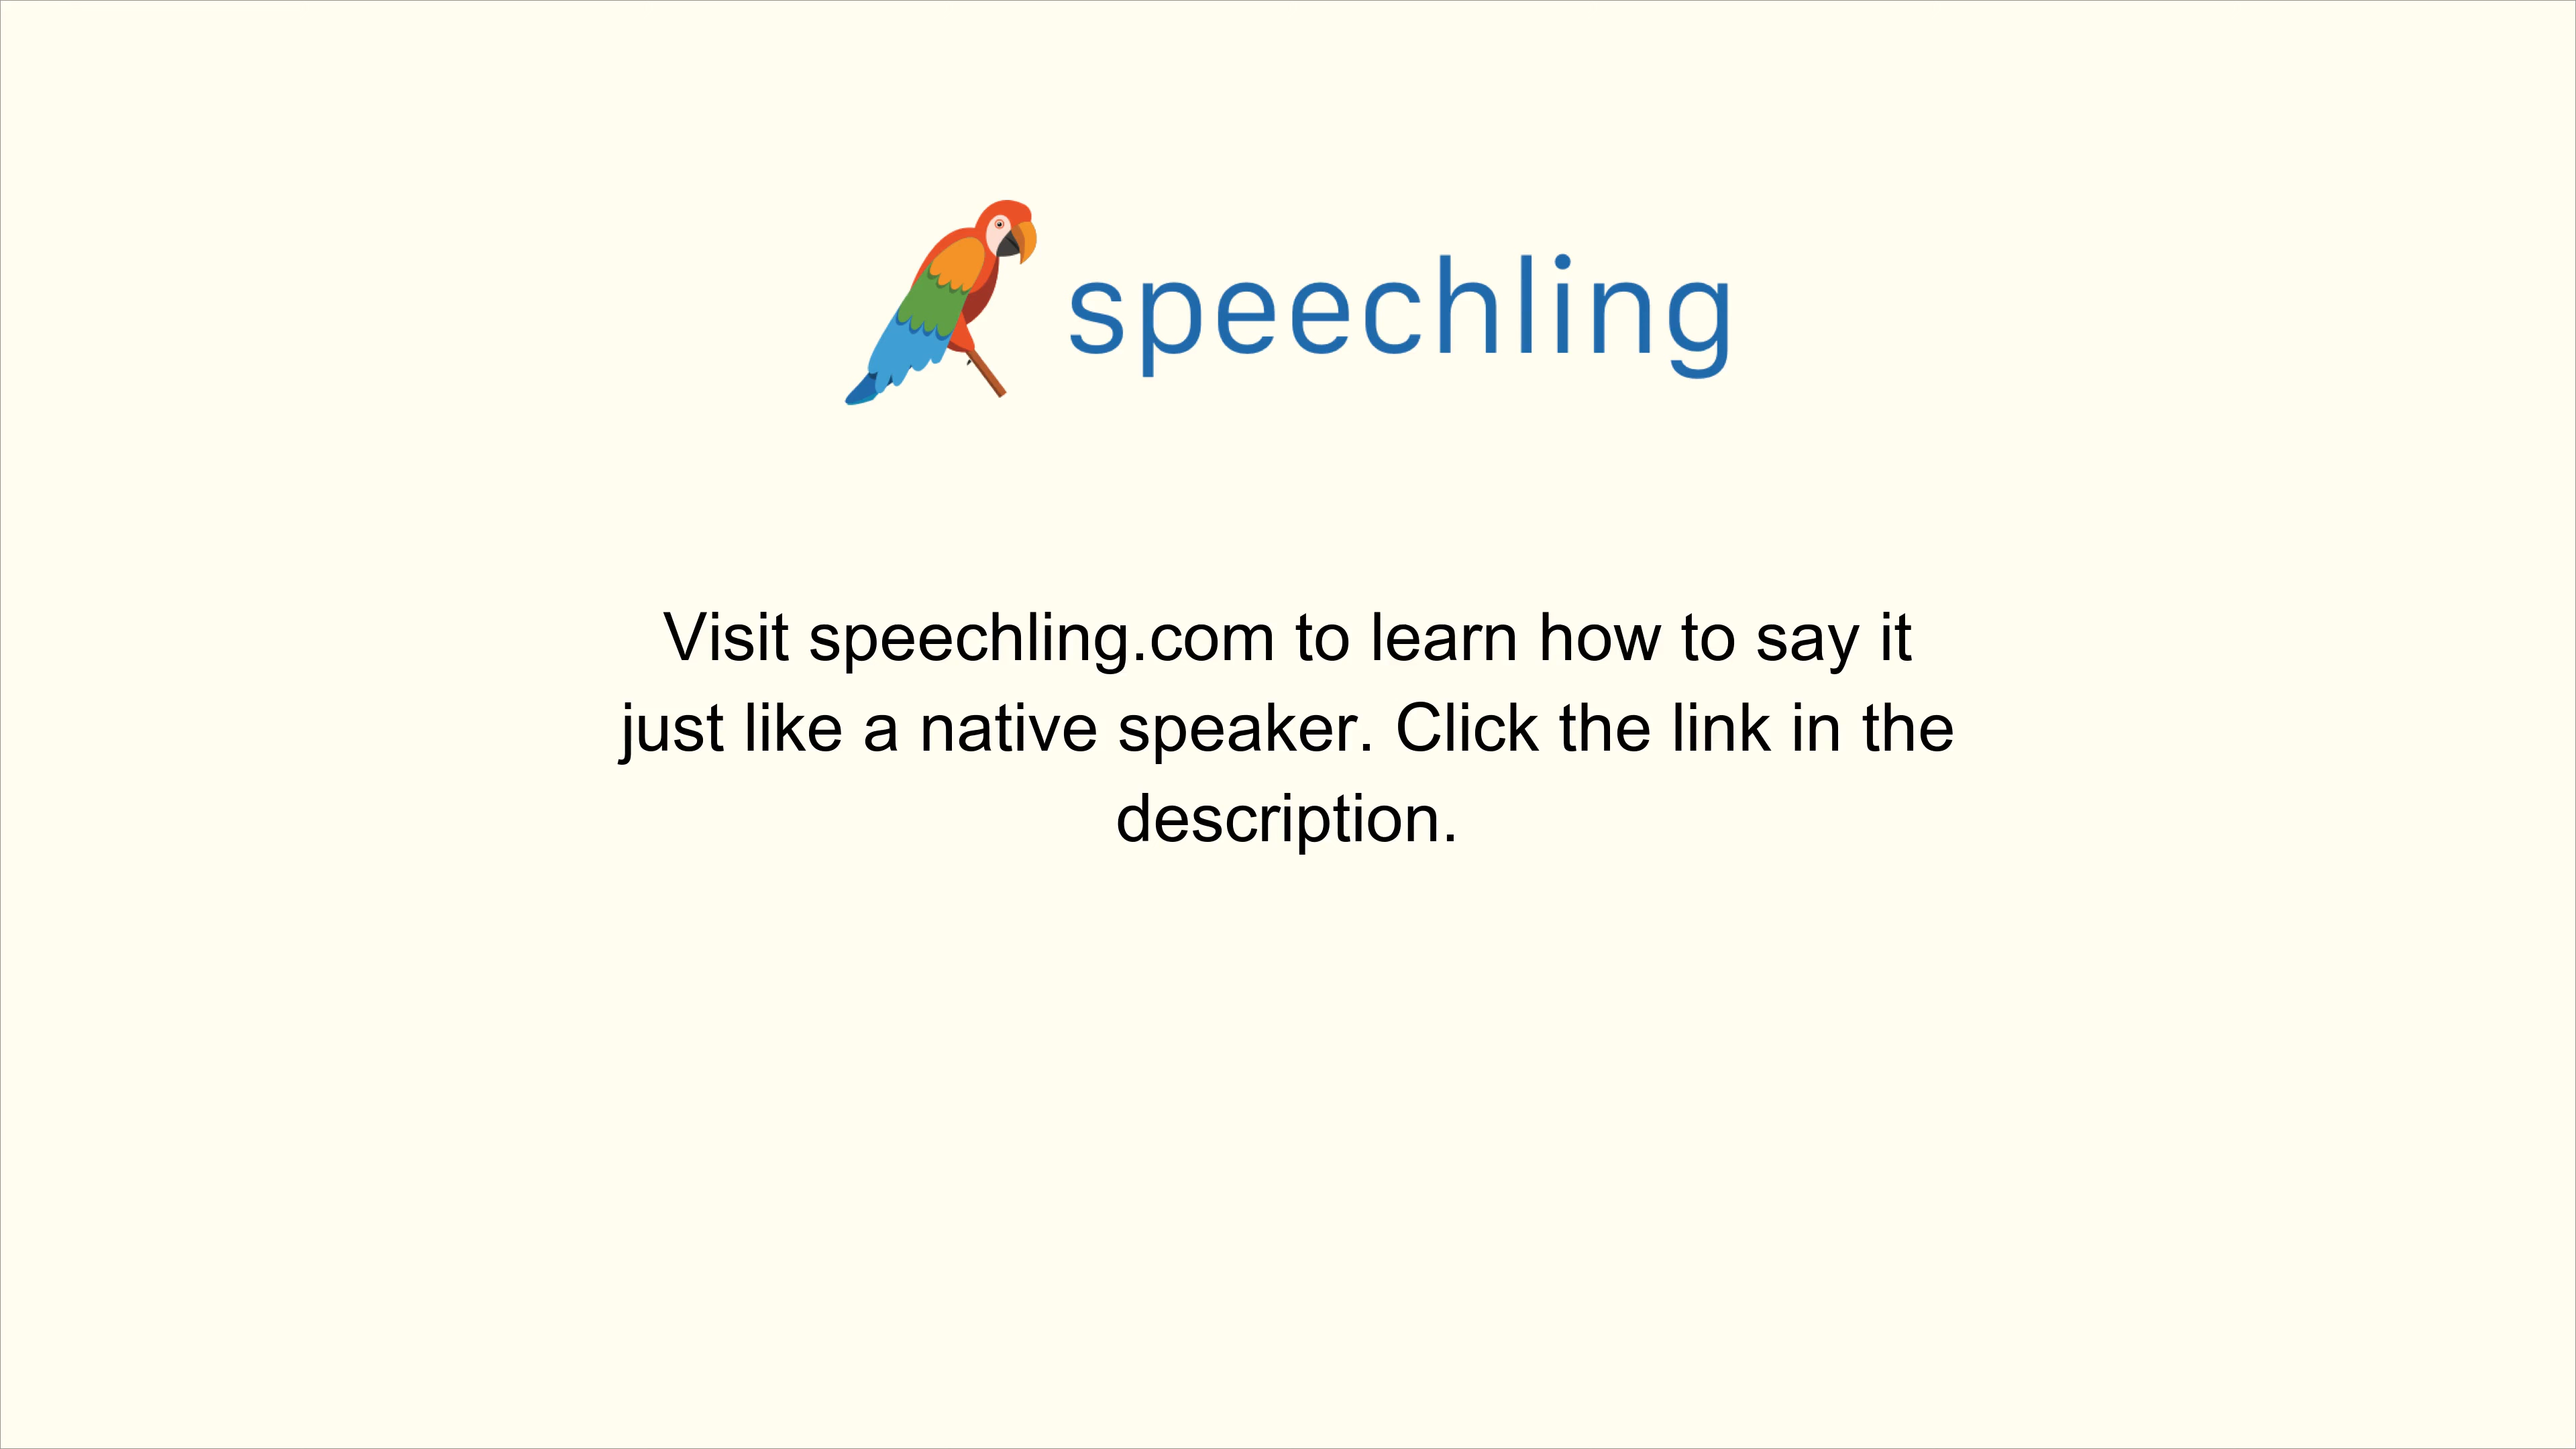 speechling
Visit speechling.com to learn how to say it
just like a native speaker. Click the link in the
description.